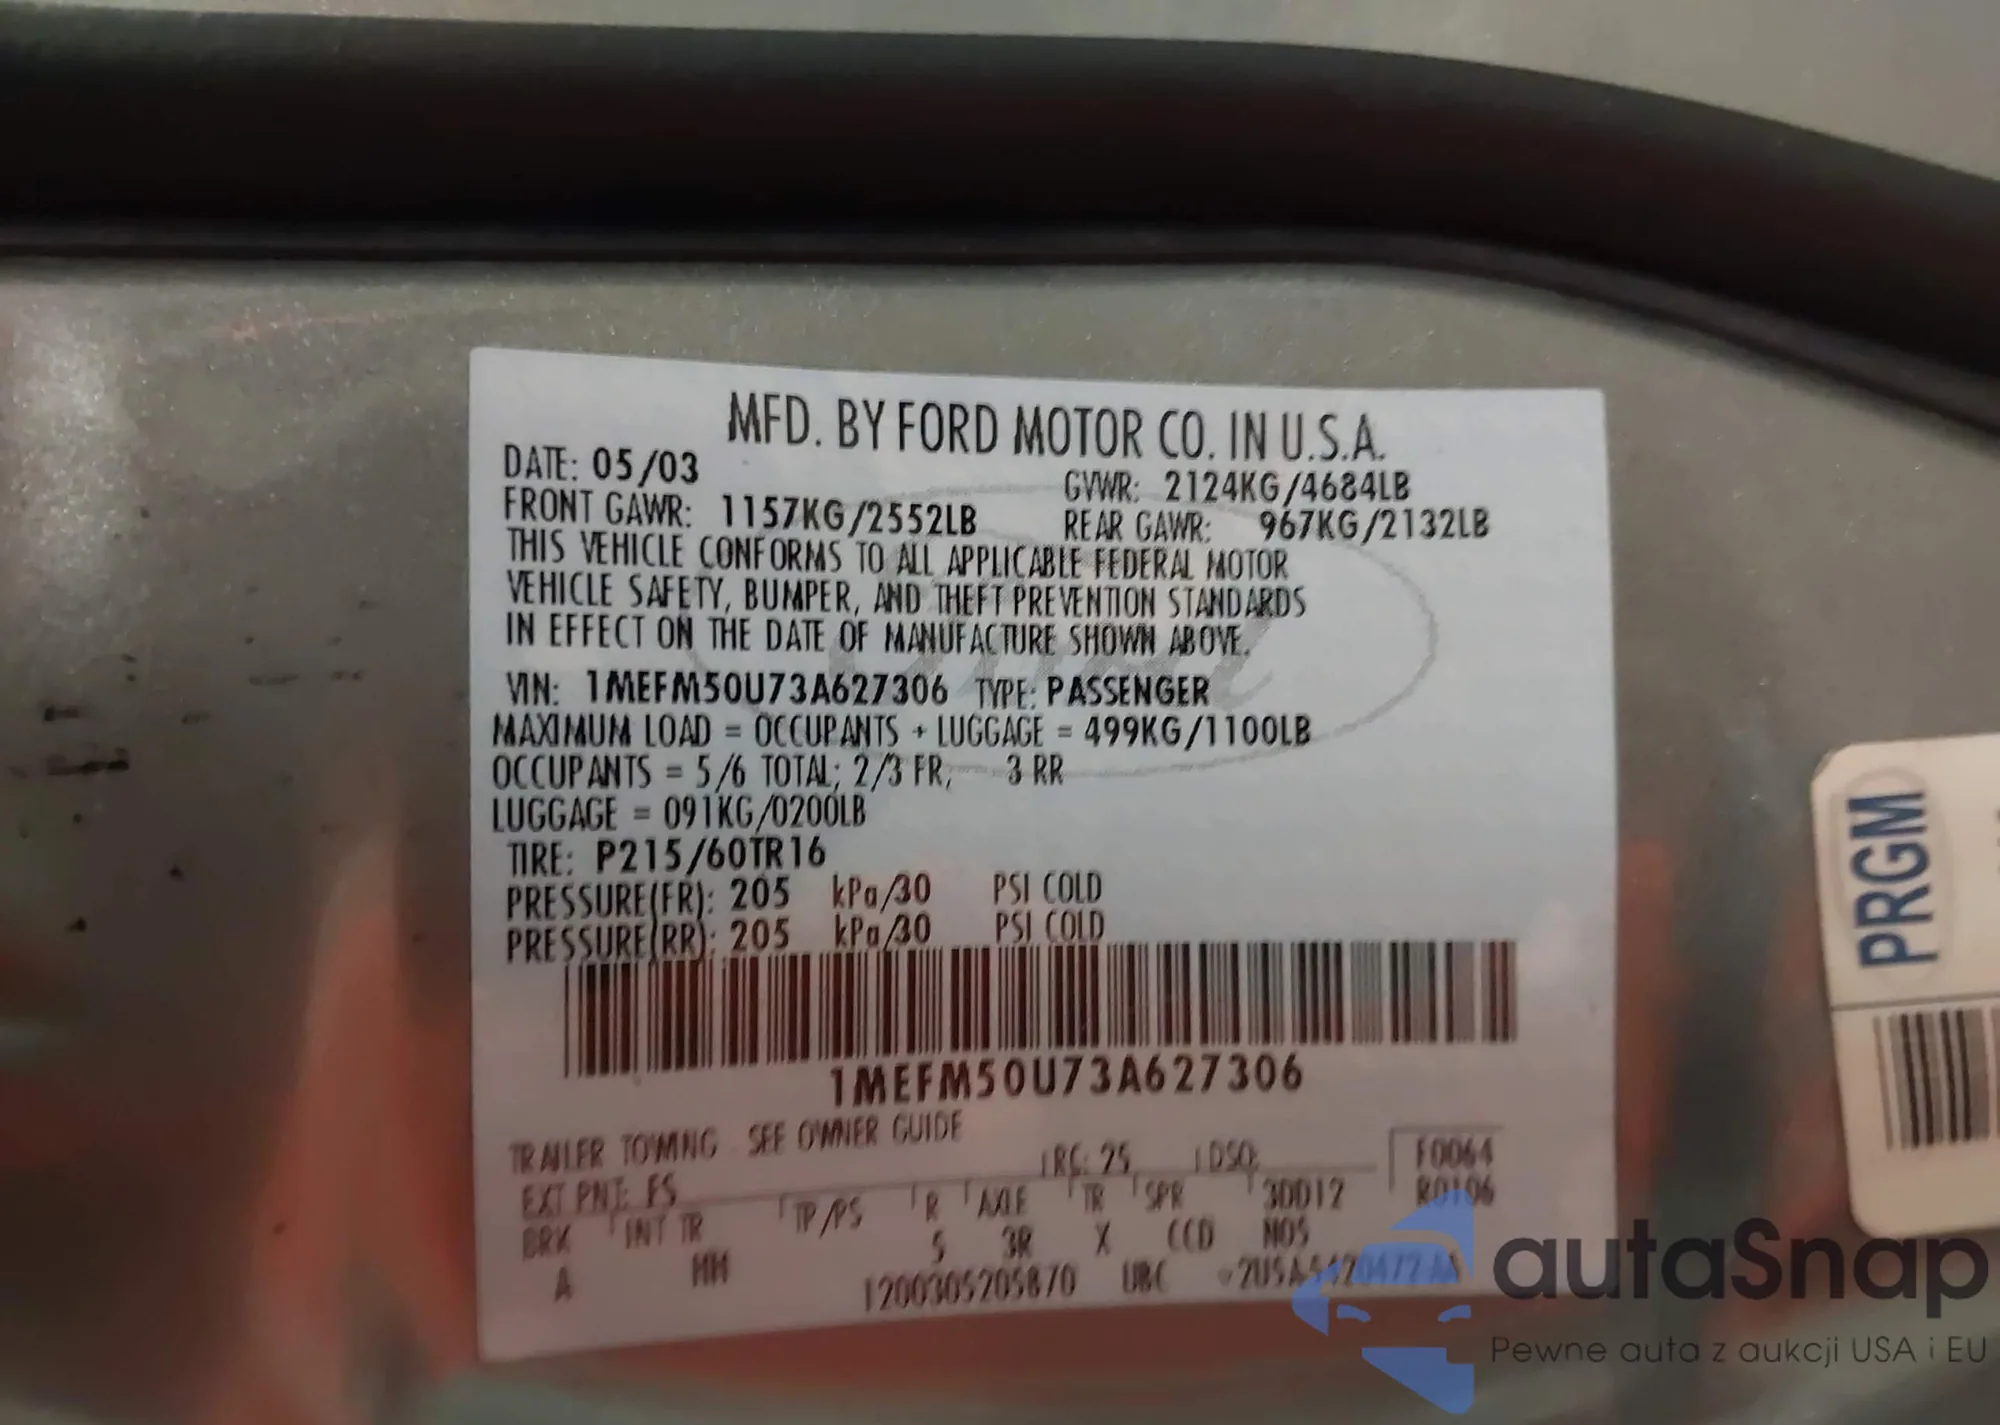 MFD. BY FORD MOTOR CO. IN U.S.A.
DATE: 05/03
GVWR: 2124KG/4684LB
FRONT GAWR: 1157KG/2552LB
REAR GAWR: 967KG/2132LB
THIS VEHICLE CONFORMS TO ALL APPLICABLE FEDERAL MOTOR
VEHICLE SAFETY, BUMPER, AND THEFT PREVENTION STANDARDS
IN EFFECT ON THE DATE OF MANUFACTURE SHOWN ABOVE.
VIN: 1MEFM50U73A627306 TYPE: PASSENGER
MAXIMUM LOAD = OCCUPANTS + LUGGAGE = 499KG/1100LB
OCCUPANTS = 5/6 TOTAL; 2/3 FR, 3 RR
LUGGAGE = 091KG/0200LB
TIRE: P215/60TR16
PRESSURE(FR): 205 kPa/30 PSI COLD
PRESSURE(RR): 205 kPa/30 PSI COLD
1MEFM50U73A627306
TRAILER TOWING SEE OWNER GUIDE
EXT PNT: FS RC: 25 DSO: F0064
BRK INT TR TP/PS R AXLE TR SPR 3DD12 R0106
A MM S 3R X CCD NOS
1200305205870 UBC
PRGM
autaSnap
Pewne auta z aukcji USA i EU